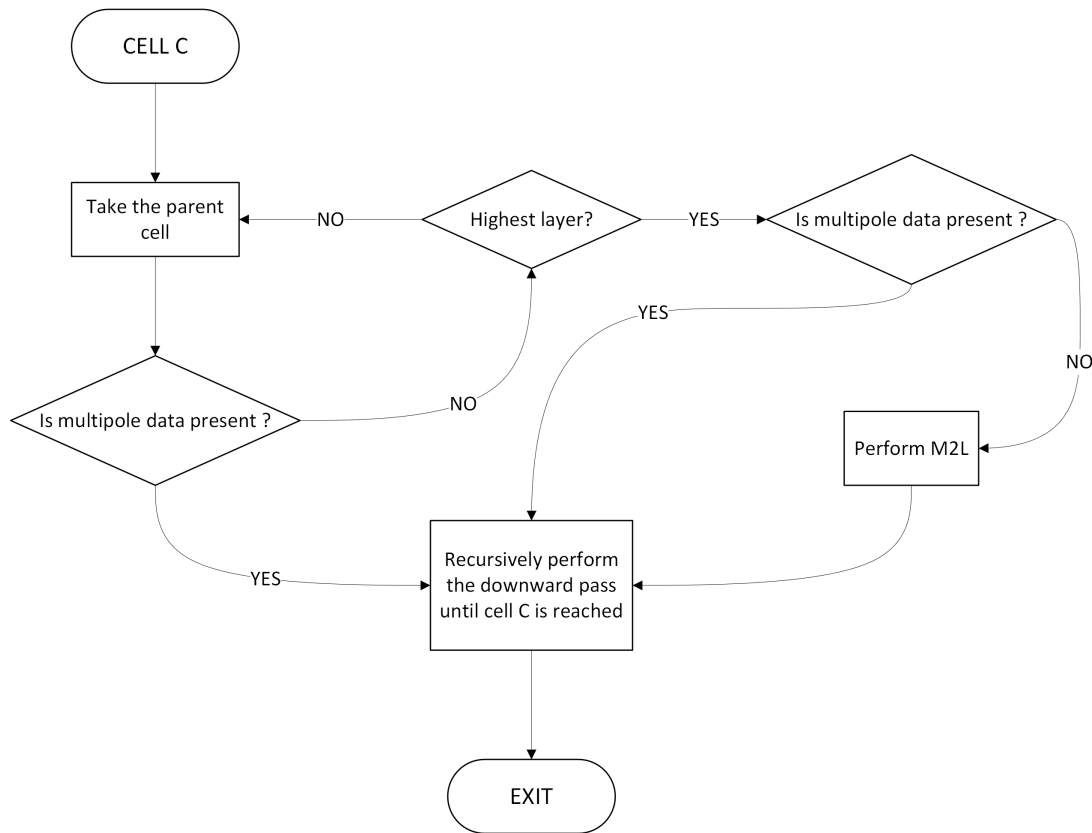 CELL C
Take the parent
cell
NO
Highest layer?
YES
Is multipole data present ?
YES
NO
Is multipole data present ?
NO
Perform M2L
YES
Recursively perform
the downward pass
until cell C is reached
EXIT